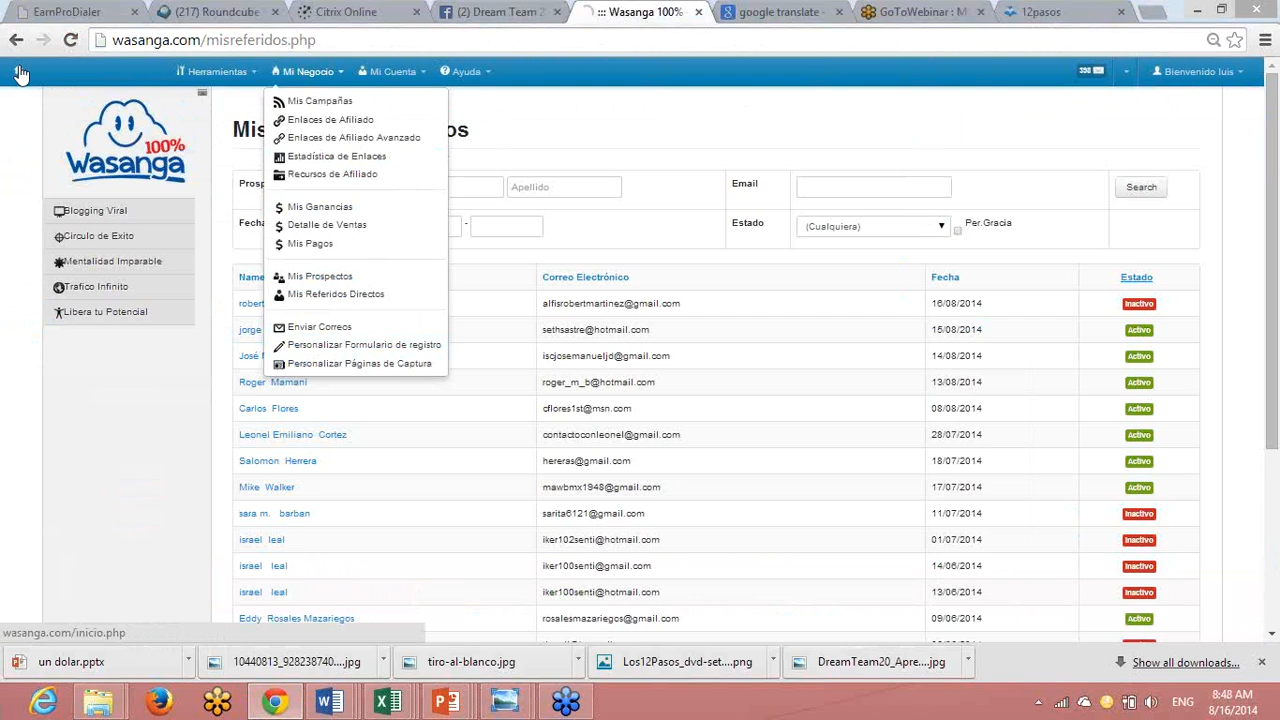 EarnProDialer
(217) Roundcube
Citrix Online
(2) Dream Team 2
::: Wasanga 100%
google translate -
GoToWebinar : M
12pasos
wasanga.com/misreferidos.php
Herramientas
Mi Negocio
Mi Cuenta
Ayuda
398
Bienvenido luis
Mis Campañas
Enlaces de Afiliado
Enlaces de Afiliado Avanzado
Estadística de Enlaces
Recursos de Afiliado
Mis Ganancias
Detalle de Ventas
Mis Pagos
Mis Prospectos
Mis Referidos Directos
Enviar Correos
Personalizar Formulario de registro
Personalizar Páginas de Captura
100%
Wasanga
Blogging Viral
Circulo de Exito
Mentalidad Imparable
Trafico Infinito
Libera tu Potencial
Mis os
Prosp Apellido Email Search
Fecha - Estado (Cualquiera) Per.Gracia
Name Correo Electrónico Fecha Estado
robert alfisrobertmartinez@gmail.com 16/08/2014 Inactivo
jorge sethsastre@hotmail.com 15/08/2014 Activo
José M iscjosemanueljd@gmail.com 14/08/2014 Activo
Roger Mamani roger_m_b@hotmail.com 13/08/2014 Activo
Carlos Flores cflores1st@msn.com 08/08/2014 Activo
Leonel Emiliano Cortez contactoconleonel@gmail.com 28/07/2014 Activo
Salomon Herrera hereras@gmail.com 18/07/2014 Activo
Mike Walker mawbmx1948@gmail.com 17/07/2014 Activo
sara m. barban sarita6121@gmail.com 11/07/2014 Inactivo
israel leal iker102senti@hotmail.com 01/07/2014 Inactivo
israel leal iker100senti@gmail.com 14/06/2014 Inactivo
israel leal iker100senti@hotmail.com 13/06/2014 Inactivo
Eddy Rosales Mazariegos rosalesmazariegos@gmail.com 09/06/2014 Activo
wasanga.com/inicio.php
un dolar.pptx
10440813_928238740....jpg
tiro-al-blanco.jpg
Los12Pasos_dvd-set....png
DreamTeam20_Apre....jpg
Show all downloads...
ENG
8:48 AM
8/16/2014